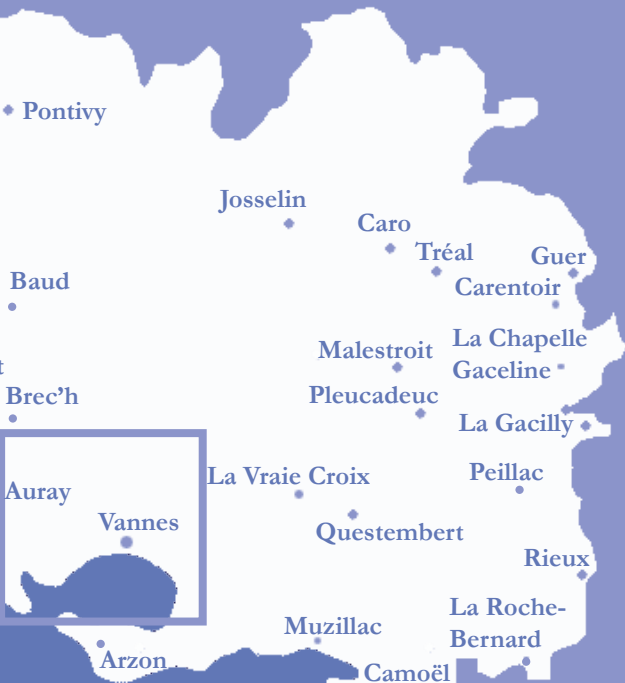 Pontivy
Josselin
Caro
Tréal
Guer
Baud
Carentoir
La Chapelle
Gaceline
Malestroit
t
Brec’h
Pleucadeuc
La Gacilly
La Vraie Croix
Peillac
Auray
Vannes
Questembert
Rieux
La Roche-
Bernard
Muzillac
Arzon
Camoël